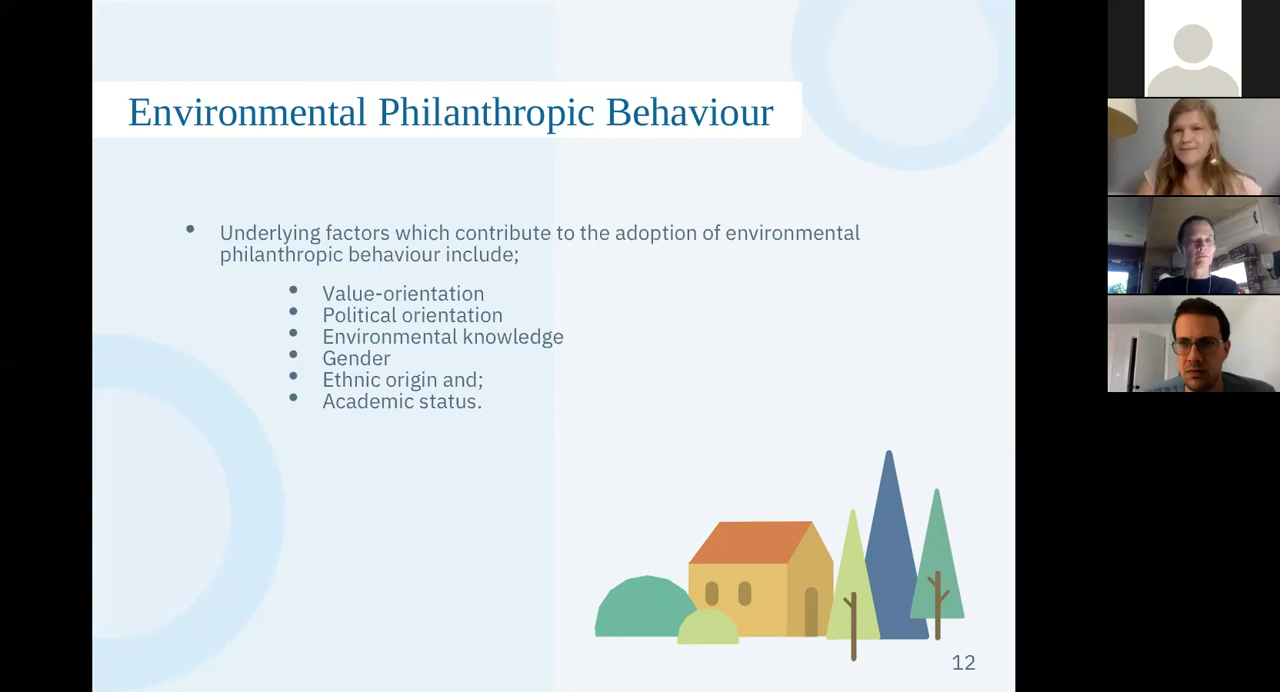 Environmental Philanthropic Behaviour
• Underlying factors which contribute to the adoption of environmental
philanthropic behaviour include;
• Value-orientation
• Political orientation
• Environmental knowledge
• Gender
• Ethnic origin and;
• Academic status.
12